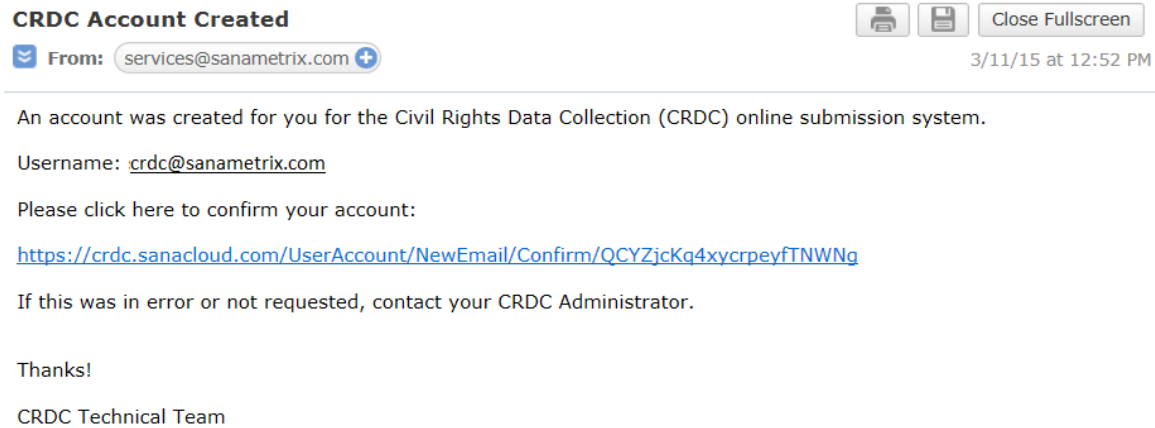 CRDC Account Created
Close Fullscreen
From: services@sanametrix.com
3/11/15 at 12:52 PM
An account was created for you for the Civil Rights Data Collection (CRDC) online submission system.
Username: crdc@sanametrix.com
Please click here to confirm your account:
https://crdc.sanacloud.com/UserAccount/NewEmail/Confirm/QCYZjcKq4xycrpeyfTNWNg
If this was in error or not requested, contact your CRDC Administrator.
Thanks!
CRDC Technical Team